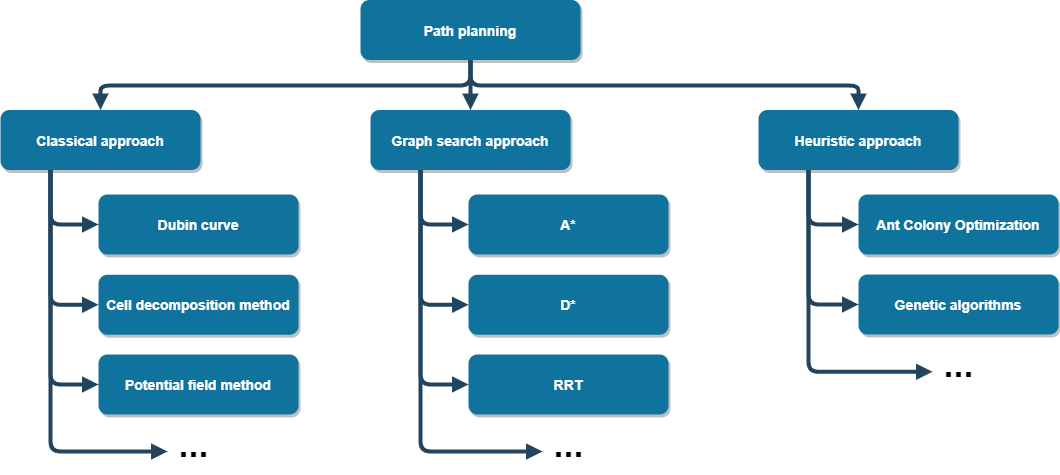 Path planning
Classical approach
Graph search approach
Heuristic approach
Dubin curve
A*
Ant Colony Optimization
Cell decomposition method
D*
Genetic algorithms
Potential field method
RRT
...
...
...